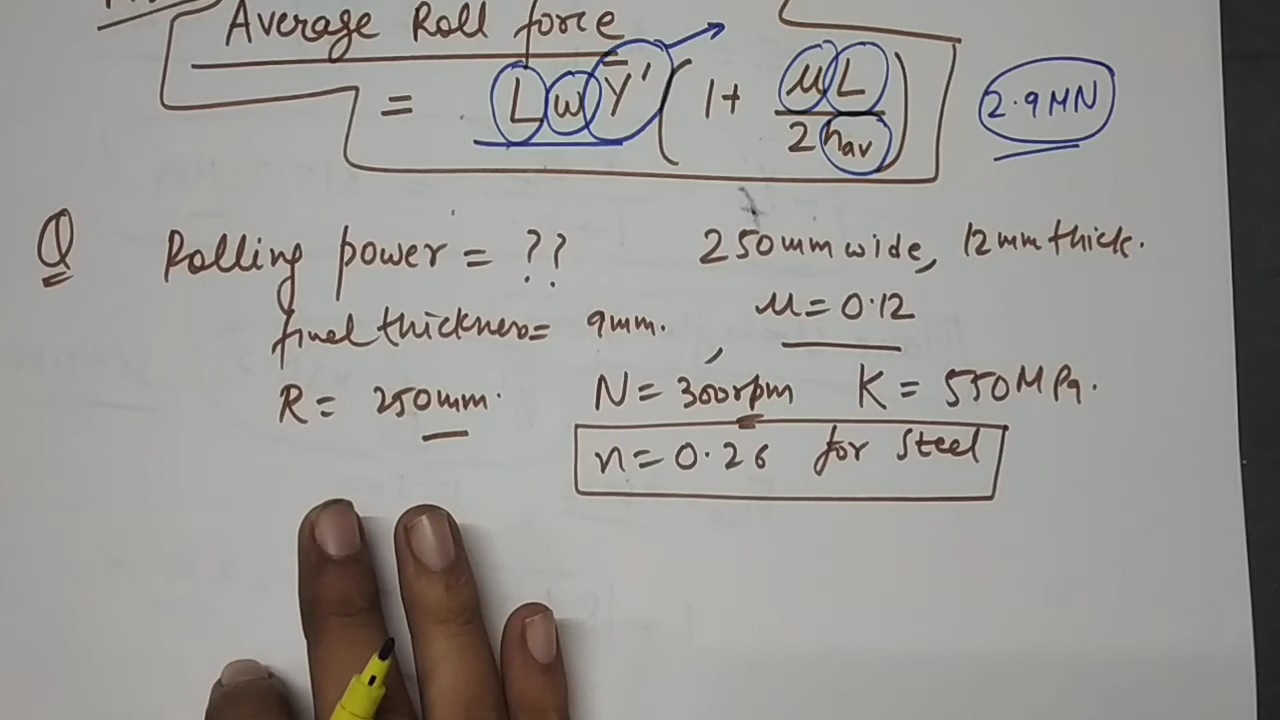 Average Roll force
= LωȲ' (1+ μL / 2hav) 2.9MN
Q Rolling power = ?? 250mm wide, 12mm thick.
final thickness= 9mm. , μ=0.12
R= 250mm. N=300rpm K= 550MPa.
n=0.26 for steel